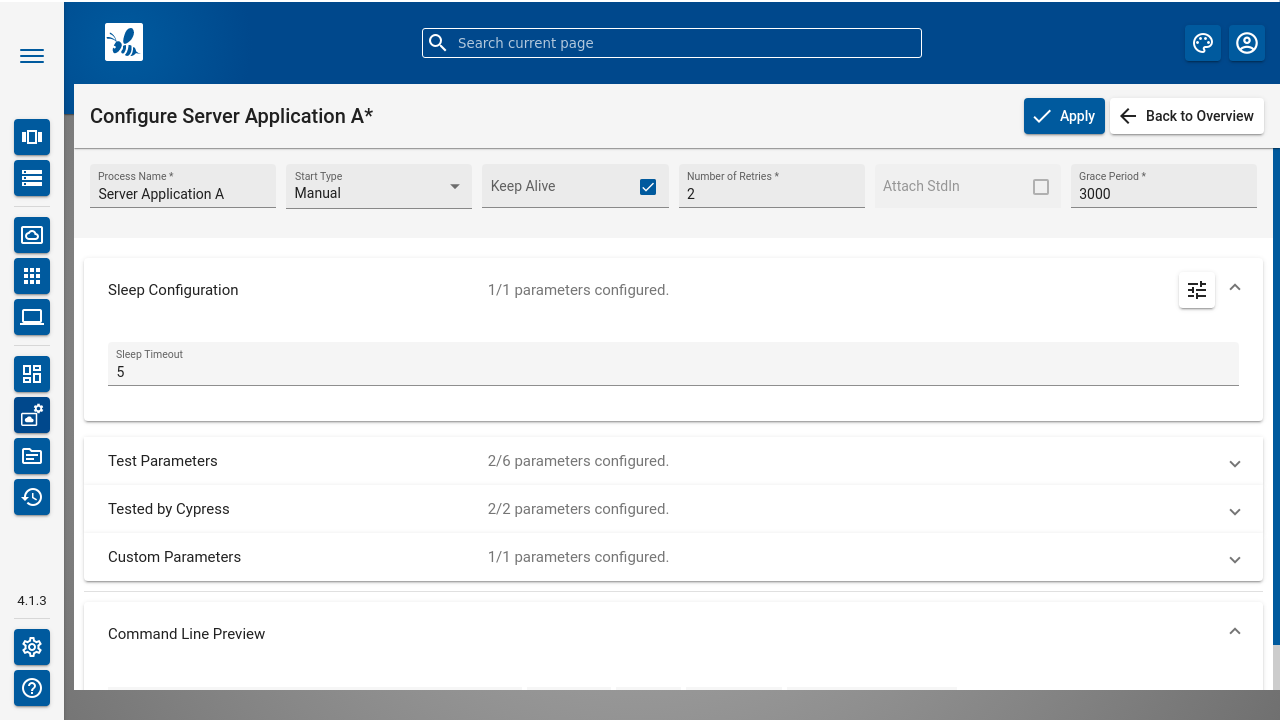 Search current page
Configure Server Application A*
Apply
Back to Overview
Process Name *
Server Application A
Start Type
Manual
Keep Alive
Number of Retries *
2
Attach StdIn
Grace Period *
3000
Sleep Configuration
1/1 parameters configured.
Sleep Timeout
5
Test Parameters
2/6 parameters configured.
Tested by Cypress
2/2 parameters configured.
Custom Parameters
1/1 parameters configured.
Command Line Preview
4.1.3